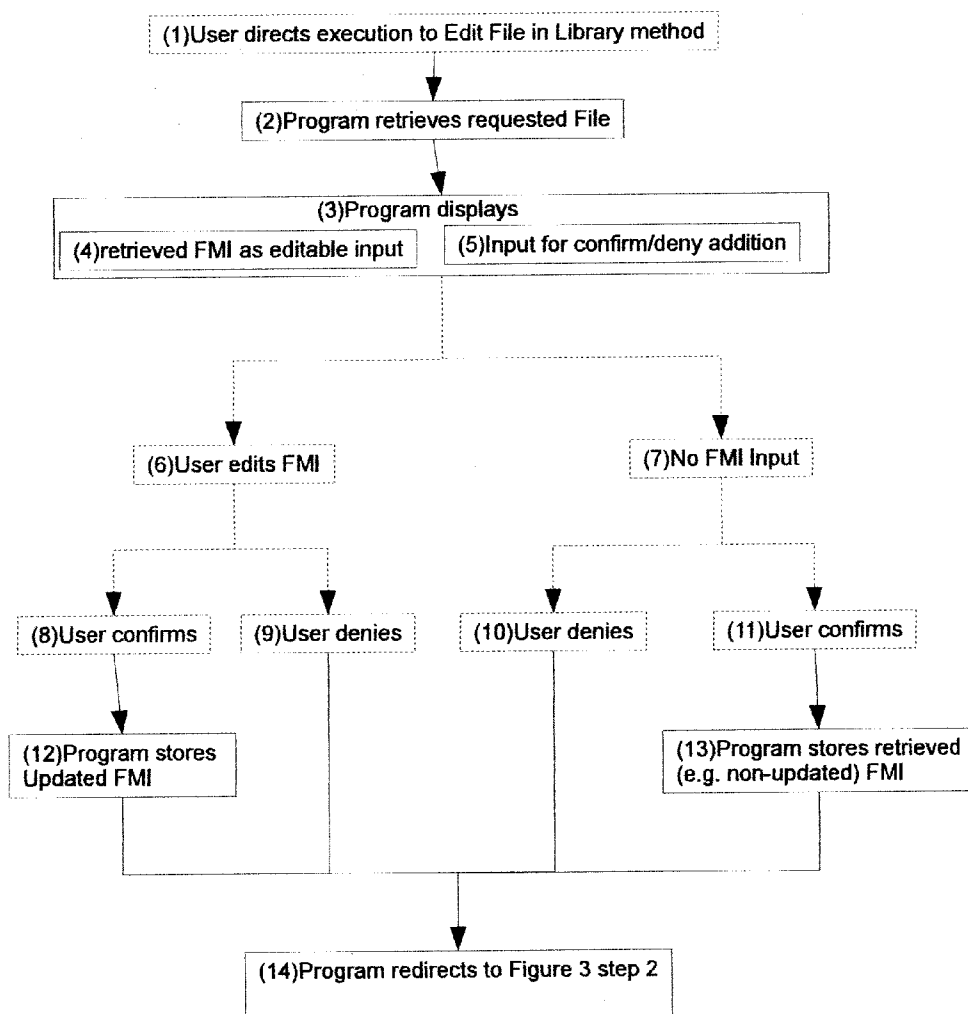 (1)User directs execution to Edit File in Library method
(2)Program retrieves requested File
(3)Program displays
(4)retrieved FMI as editable input
(5)Input for confirm/deny addition
(6)User edits FMI
(7)No FMI Input
(8)User confirms
(9)User denies
(10)User denies
(11)User confirms
(12)Program stores
Updated FMI
(13)Program stores retrieved
(e.g. non-updated) FMI
(14)Program redirects to Figure 3 step 2